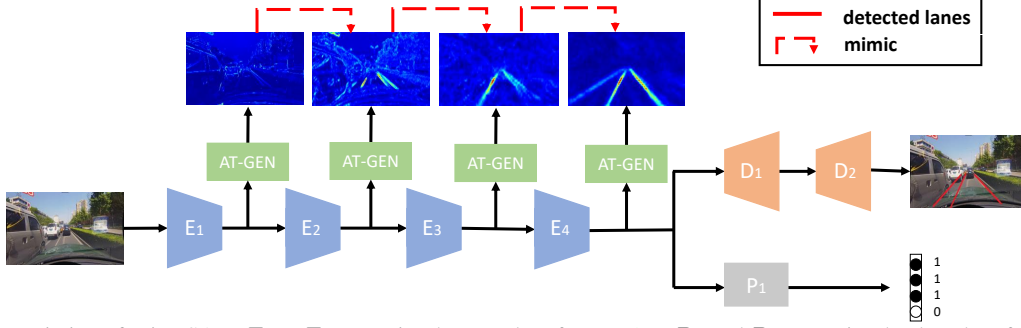 detected lanes
mimic
AT-GEN
AT-GEN
AT-GEN
AT-GEN
E1
E2
E3
E4
D1
D2
P1
1
1
1
0